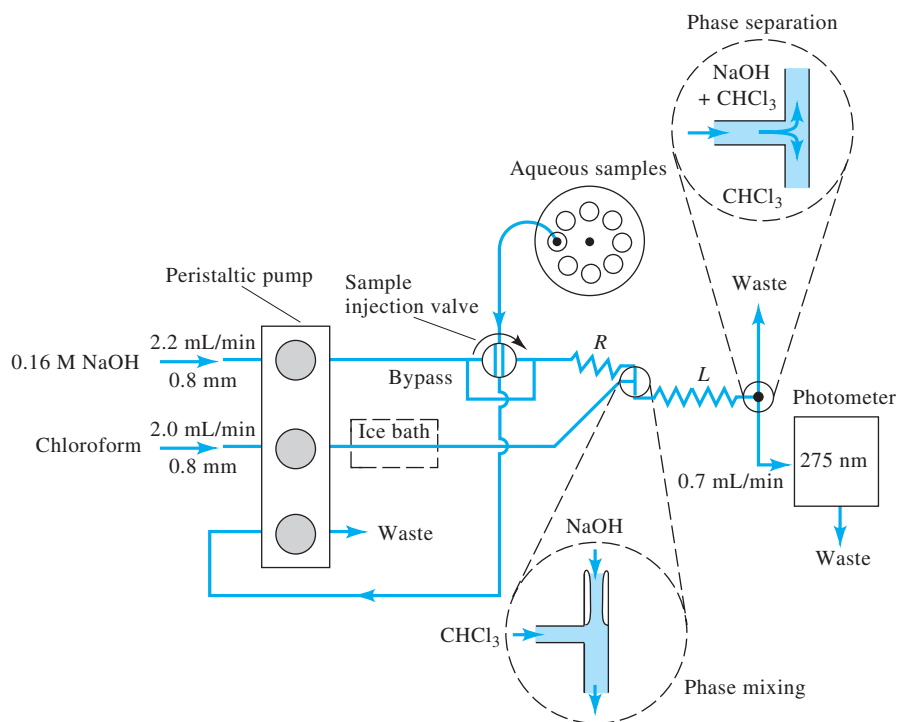 Phase separation
NaOH
+ CHCl₃
CHCl₃
Aqueous samples
Peristaltic pump
Sample
injection valve
Waste
2.2 mL/min
0.16 M NaOH
0.8 mm
Bypass
R
L
Photometer
Chloroform
2.0 mL/min
0.8 mm
Ice bath
275 nm
0.7 mL/min
Waste
NaOH
Waste
CHCl₃
Phase mixing